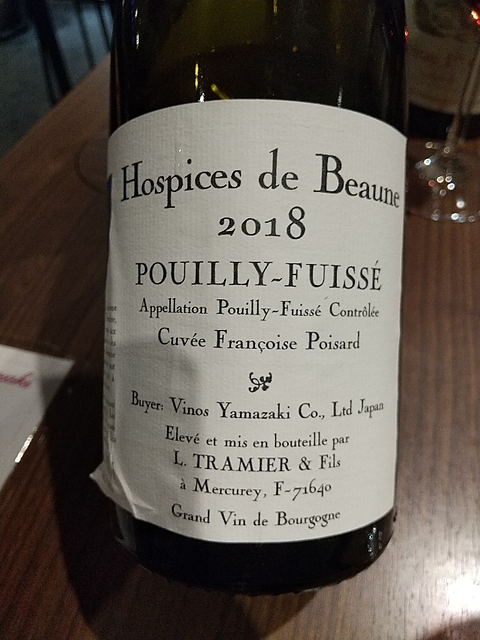 Hospices de Beaune
2018
POUILLY-FUISSÉ
Appellation Pouilly-Fuissé Contrôlée
Cuvée Françoise Poisard
Buyer: Vinos Yamazaki Co., Ltd Japan
Elevé et mis en bouteille par
L. TRAMIER & Fils
à Mercurey, F-71640
Grand Vin de Bourgogne